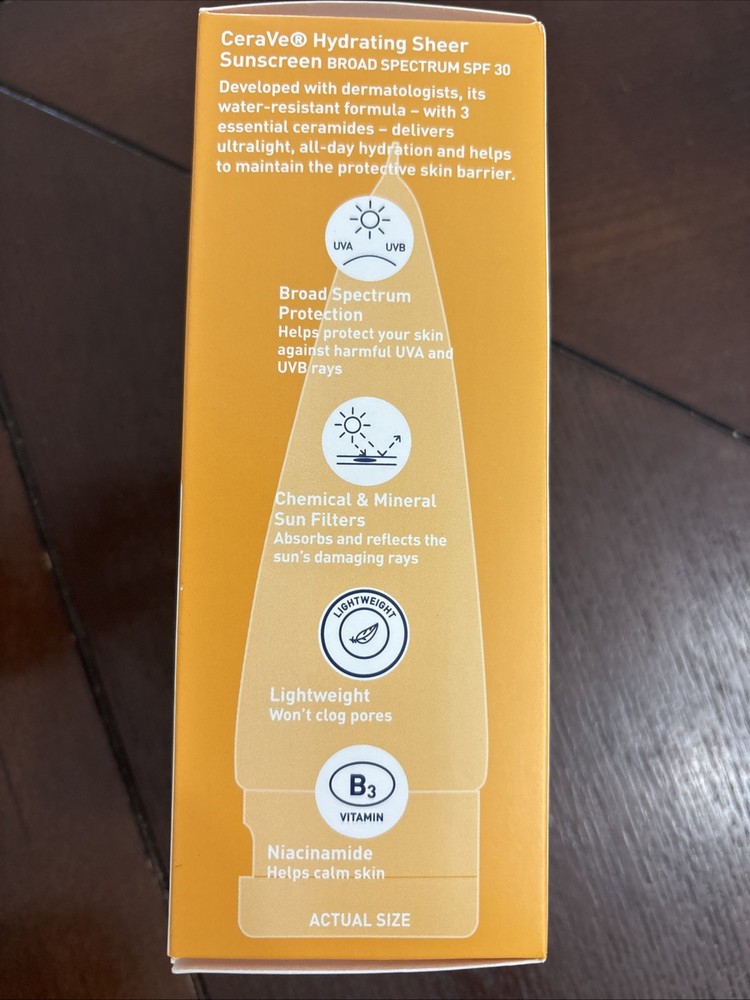 CeraVe® Hydrating Sheer
Sunscreen BROAD SPECTRUM SPF 30
Developed with dermatologists, its
water-resistant formula – with 3
essential ceramides – delivers
ultralight, all-day hydration and helps
to maintain the protective skin barrier.
UVA UVB
Broad Spectrum
Protection
Helps protect your skin
against harmful UVA and
UVB rays
Chemical & Mineral
Sun Filters
Absorbs and reflects the
sun's damaging rays
LIGHTWEIGHT
Lightweight
Won't clog pores
B3
VITAMIN
Niacinamide
Helps calm skin
ACTUAL SIZE